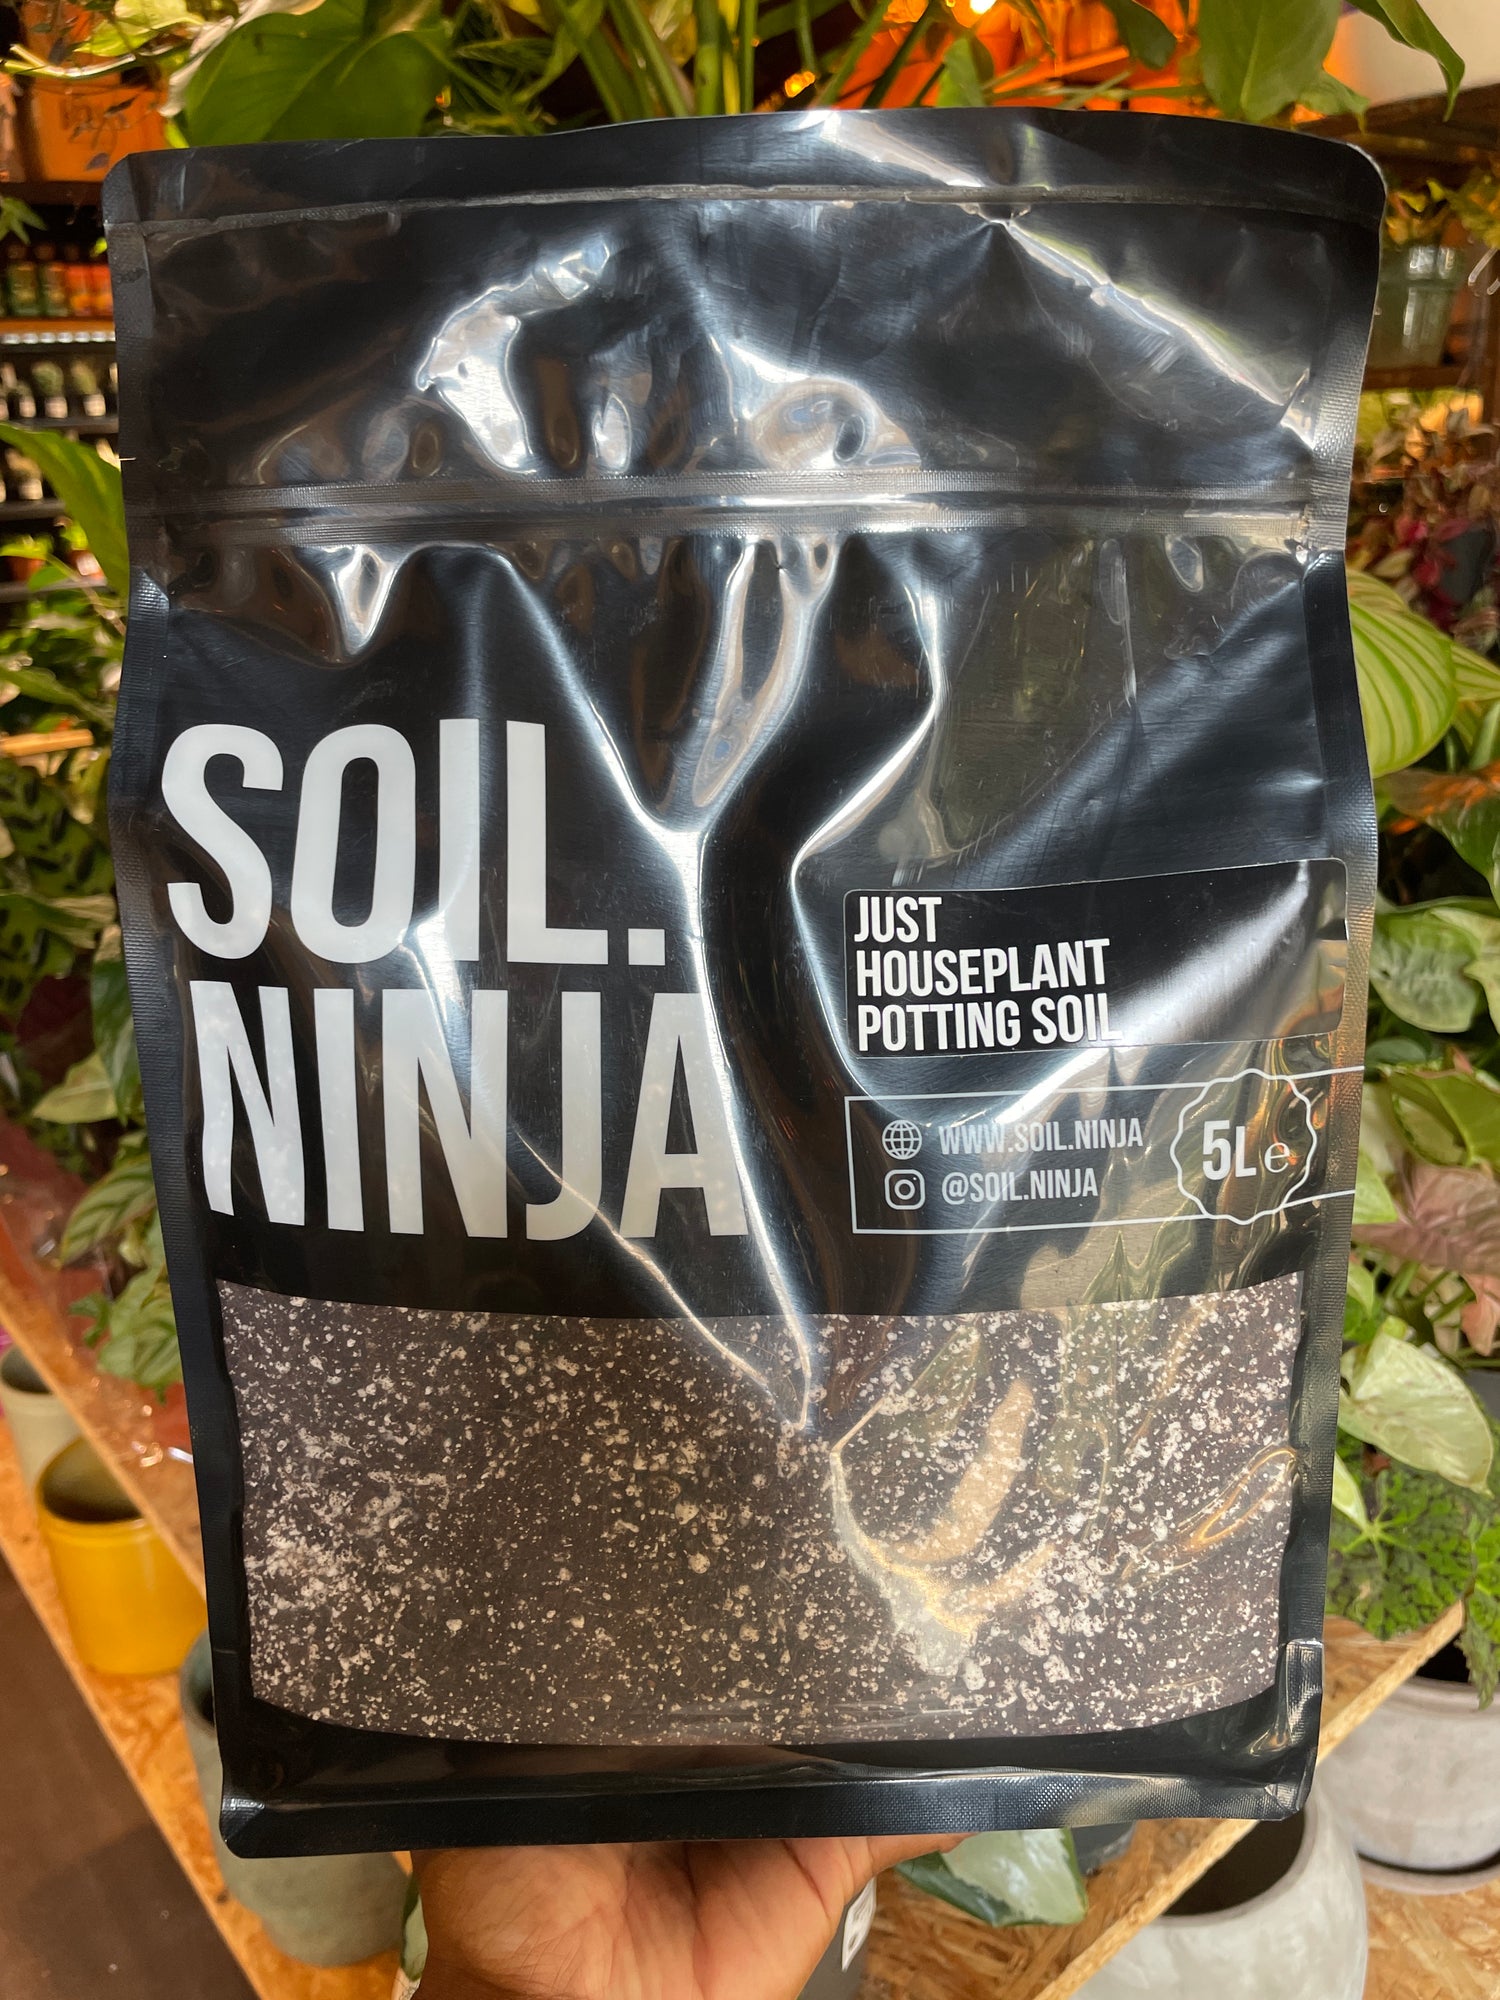 SOIL.
NINJA
JUST
HOUSEPLANT
POTTING SOIL
WWW.SOIL.NINJA
@SOIL.NINJA
5L℮